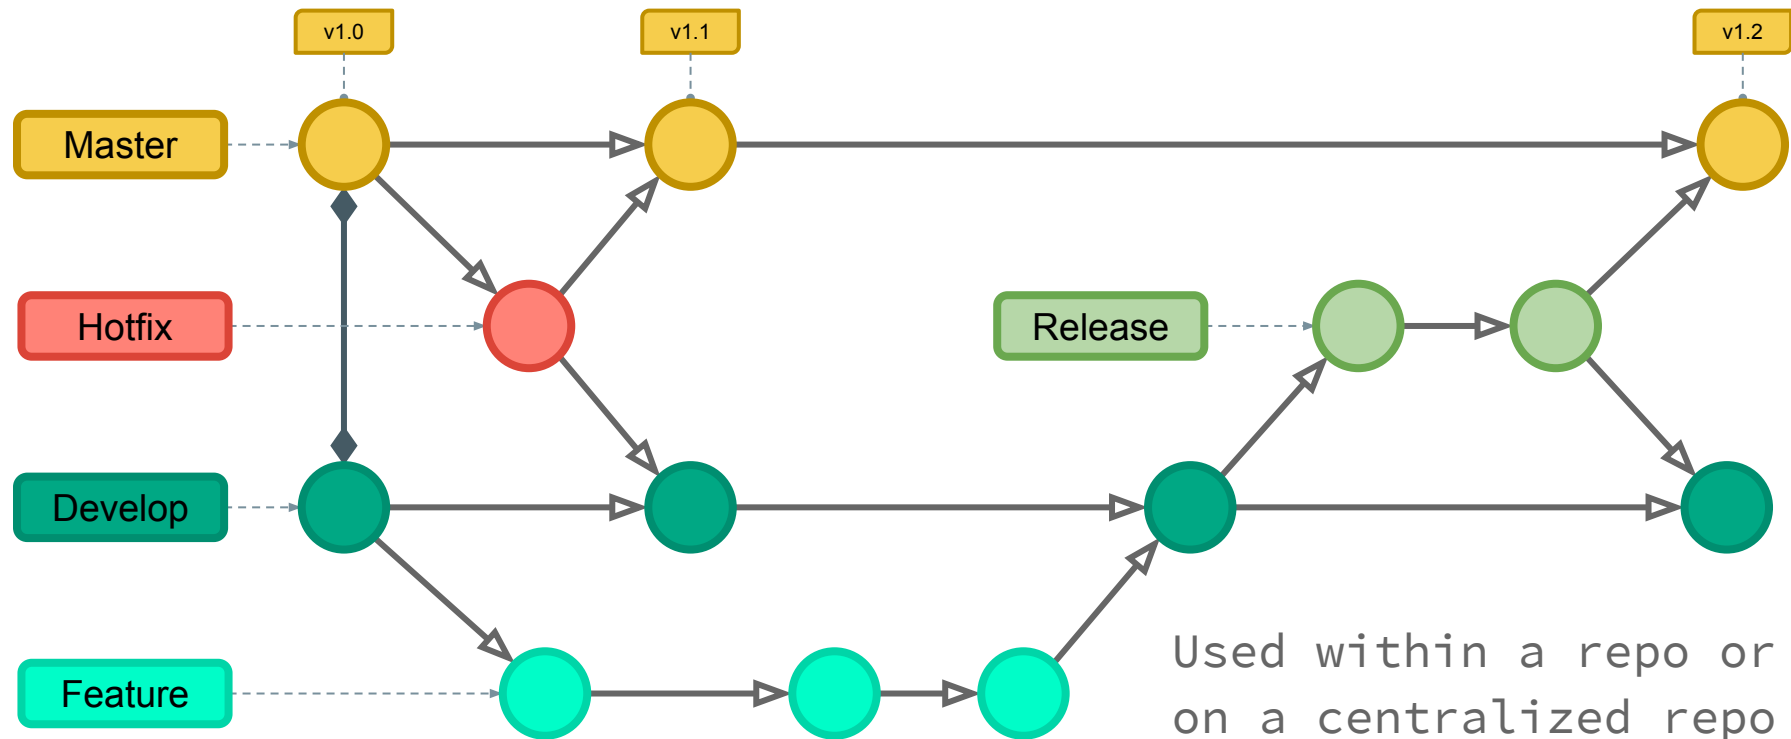 v1.0
v1.1
v1.2
Master
Hotfix
Release
Develop
Feature
Used within a repo or
on a centralized repo